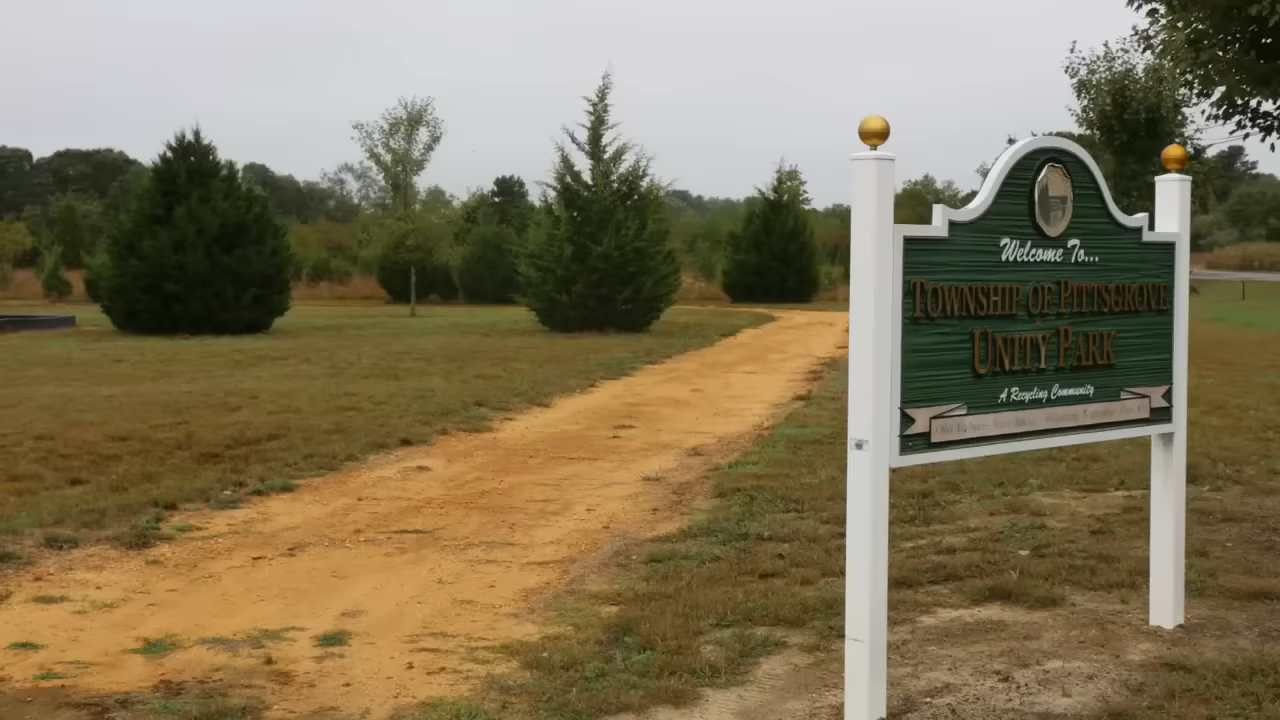 Welcome To...
TOWNSHIP OF PITTSGROVE
UNITY PARK
A Recycling Community